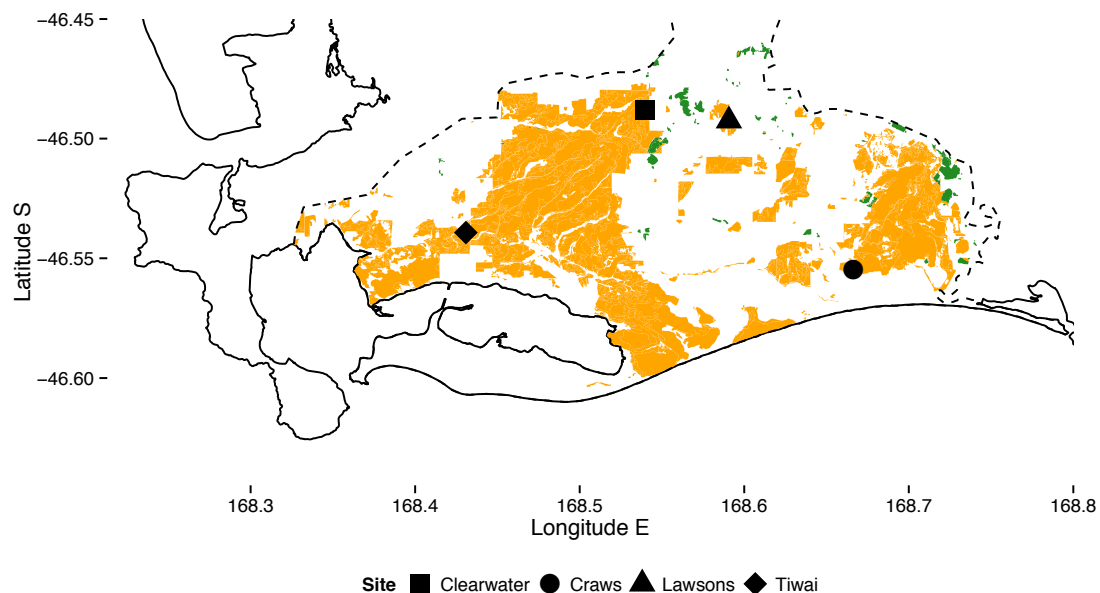 −46.45
−46.50
−46.55
−46.60
Latitude S
168.3 168.4 168.5 168.6 168.7 168.8
Longitude E
Site Clearwater Craws Lawsons Tiwai